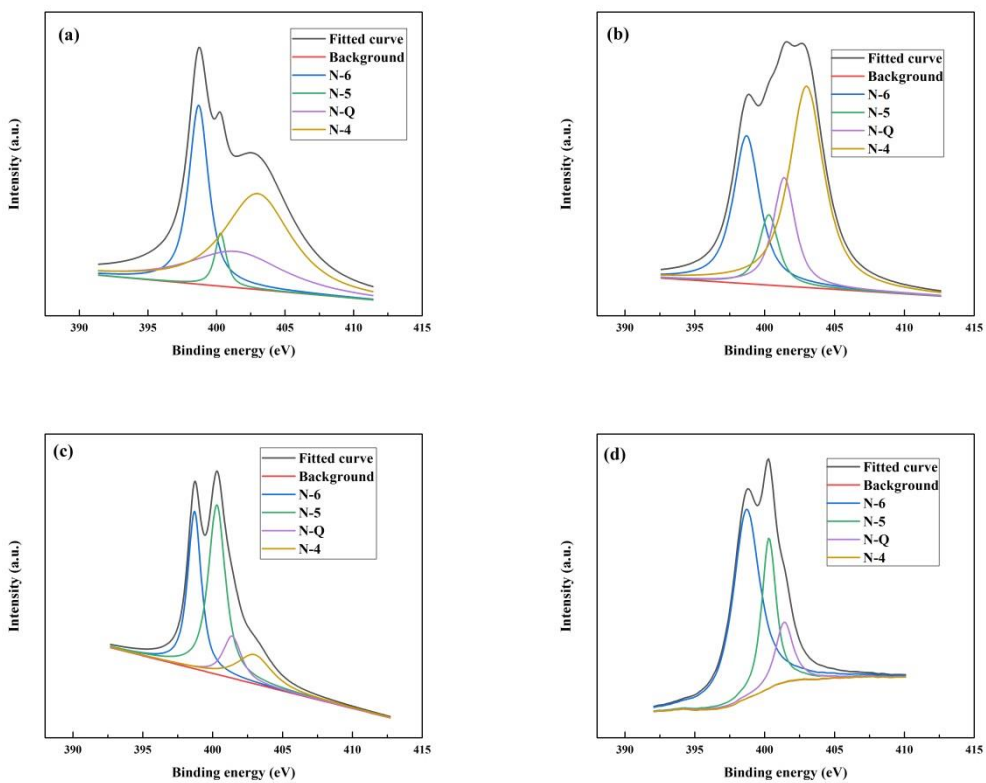 (a)
Fitted curve
Background
N-6
N-5
N-Q
N-4
Intensity (a.u.)
390 395 400 405 410 415
Binding energy (eV)
(b)
Fitted curve
Background
N-6
N-5
N-Q
N-4
Intensity (a.u.)
390 395 400 405 410 415
Binding energy (eV)
(c)
Fitted curve
Background
N-6
N-5
N-Q
N-4
Intensity (a.u.)
390 395 400 405 410 415
Binding energy (eV)
(d)
Fitted curve
Background
N-6
N-5
N-Q
N-4
Intensity (a.u.)
390 395 400 405 410 415
Binding energy (eV)